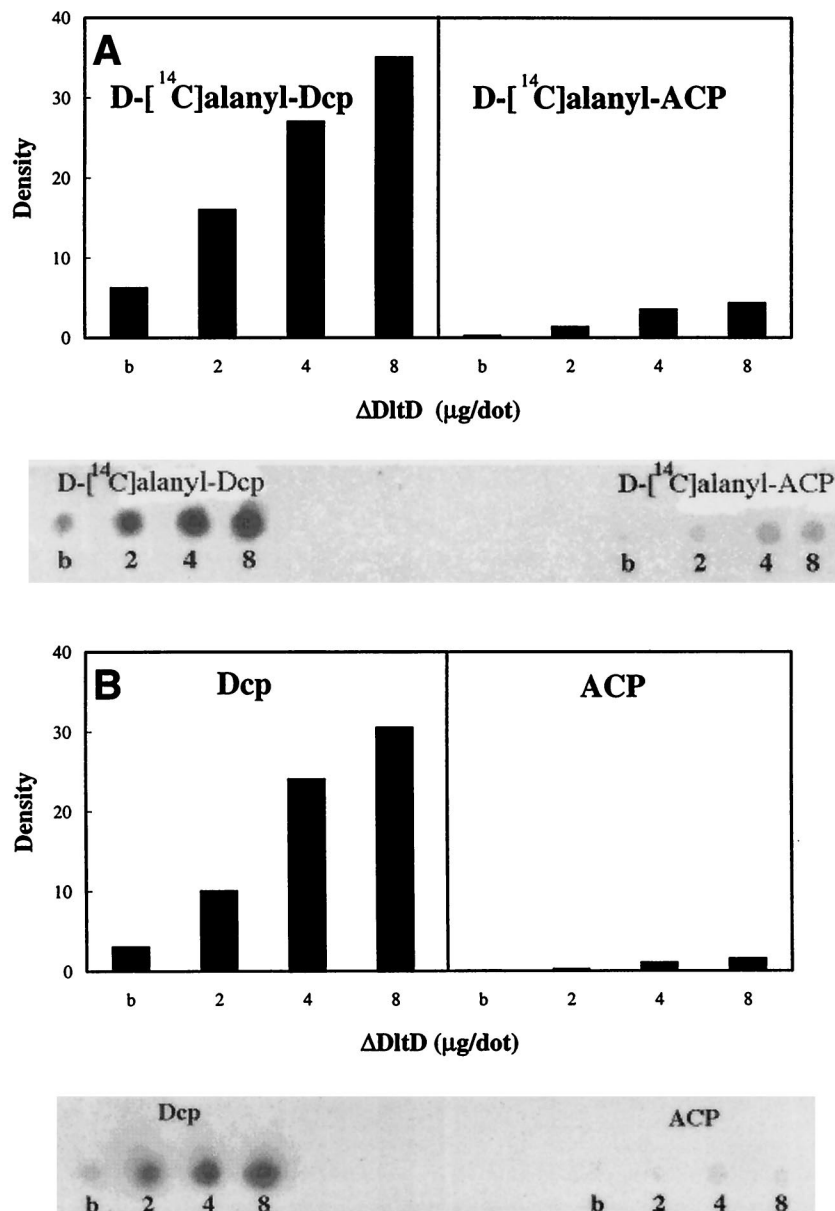 A
D-[¹⁴C]alanyl-Dcp
D-[¹⁴C]alanyl-ACP
40
30
20
10
0
Density
b 2 4 8 b 2 4 8
ΔDltD (μg/dot)
D-[¹⁴C]alanyl-Dcp D-[¹⁴C]alanyl-ACP
b 2 4 8 b 2 4 8
B
Dcp ACP
40
30
20
10
0
Density
b 2 4 8 b 2 4 8
ΔDltD (μg/dot)
Dcp ACP
b 2 4 8 b 2 4 8